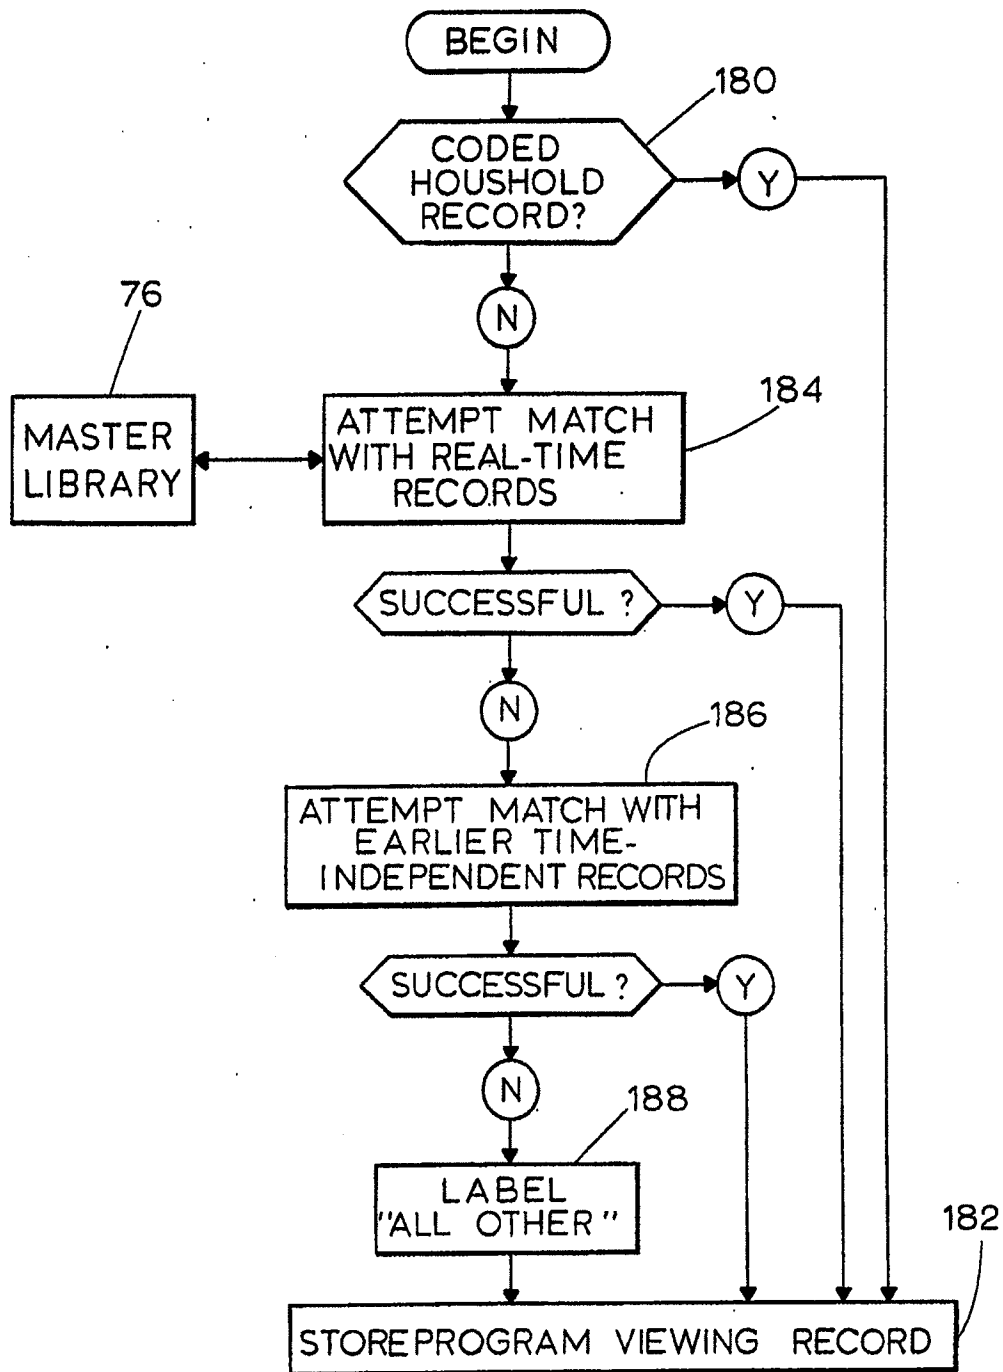 BEGIN
180
CODED
HOUSHOLD
RECORD?
Y
N
76
184
MASTER
LIBRARY
ATTEMPT MATCH
WITH REAL-TIME
RECORDS
SUCCESSFUL ?
Y
N
186
ATTEMPT MATCH WITH
EARLIER TIME-
INDEPENDENT RECORDS
SUCCESSFUL ?
Y
N
188
LABEL
"ALL OTHER"
182
STORE PROGRAM VIEWING RECORD